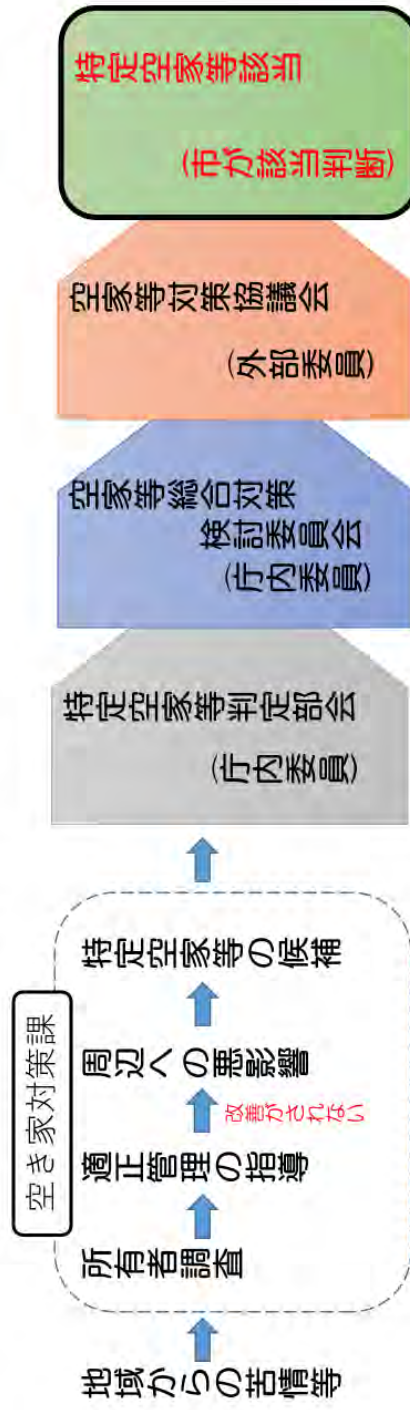 地域からの苦情等
空き家対策課
所有者調査
適正管理の指導
改善がされない
周辺への悪影響
特定空家等の候補
特定空家等判定部会
(庁内委員)
空家等総合対策
検討委員会
(庁内委員)
空家等対策協議会
(外部委員)
特定空家等該当
(市が該当判断)